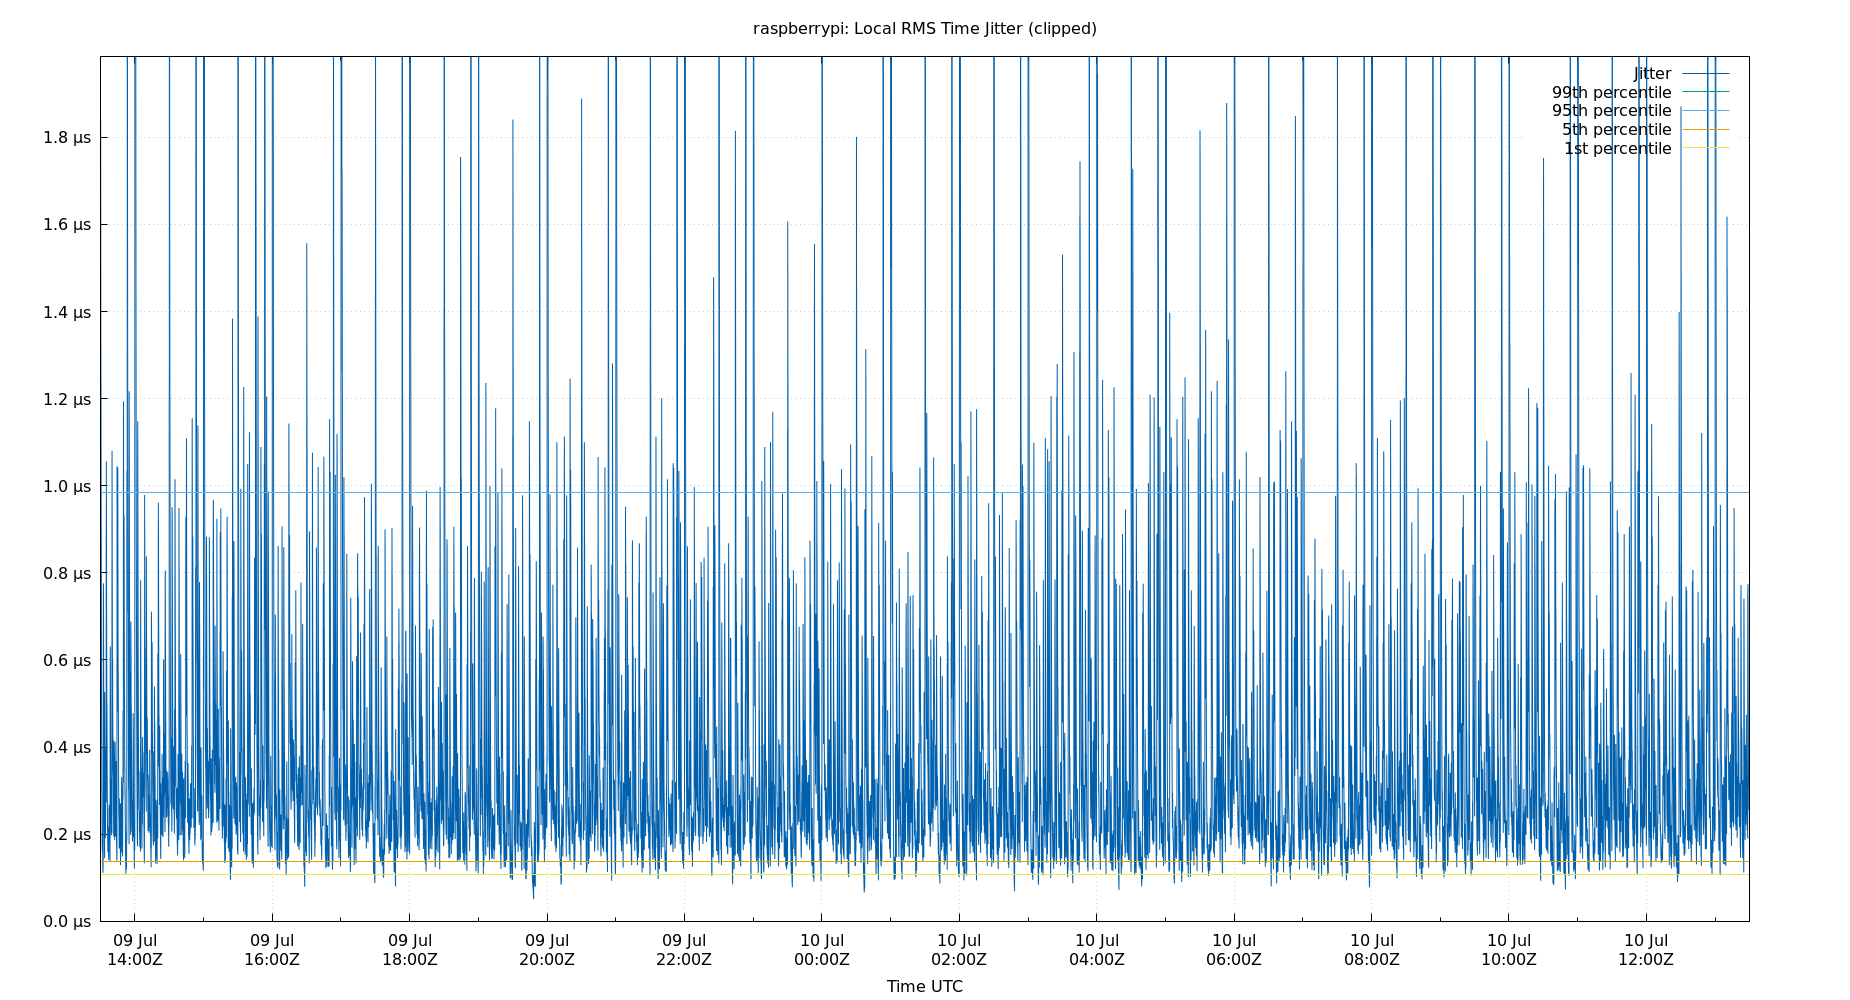 raspberrypi: Local RMS Time Jitter (clipped)
Jitter
99th percentile
95th percentile
5th percentile
1st percentile
1.8 µs
1.6 µs
1.4 µs
1.2 µs
1.0 µs
0.8 µs
0.6 µs
0.4 µs
0.2 µs
0.0 µs
09 Jul 09 Jul 09 Jul 09 Jul 09 Jul 10 Jul 10 Jul 10 Jul 10 Jul 10 Jul 10 Jul 10 Jul
14:00Z 16:00Z 18:00Z 20:00Z 22:00Z 00:00Z 02:00Z 04:00Z 06:00Z 08:00Z 10:00Z 12:00Z
Time UTC